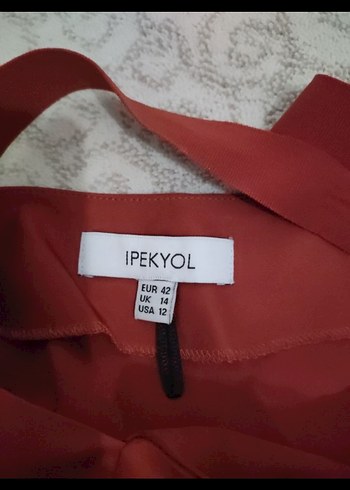 IPEKYOL
EUR 42
UK 14
USA 12